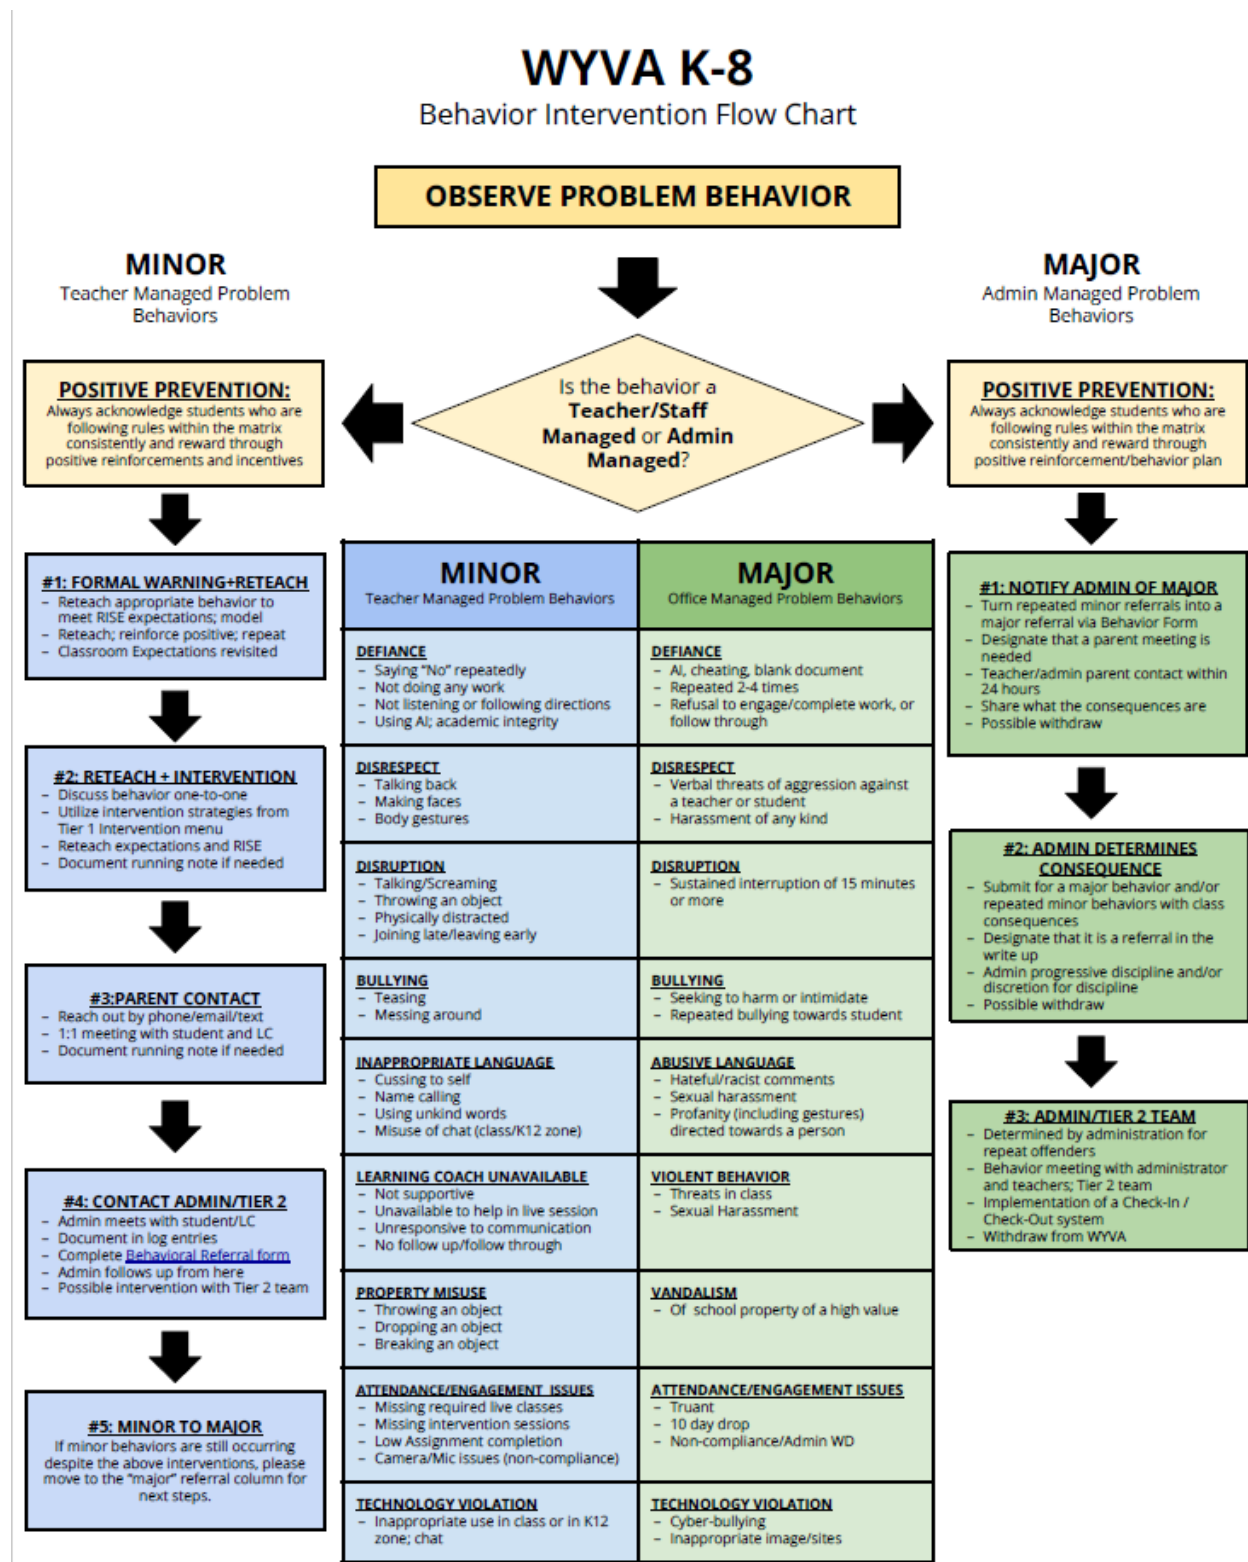 WYVA K-8
Behavior Intervention Flow Chart
OBSERVE PROBLEM BEHAVIOR
MINOR
Teacher Managed Problem
Behaviors
POSITIVE PREVENTION:
Always acknowledge students who are
following rules within the matrix
consistently and reward through
positive reinforcements and incentives
#1: FORMAL WARNING+RETEACH
– Reteach appropriate behavior to
meet RISE expectations; model
– Reteach; reinforce positive; repeat
– Classroom Expectations revisited
#2: RETEACH + INTERVENTION
– Discuss behavior one-to-one
– Utilize intervention strategies from
Tier 1 Intervention menu
– Reteach expectations and RISE
– Document running note if needed
#3:PARENT CONTACT
– Reach out by phone/email/text
– 1:1 meeting with student and LC
– Document running note if needed
#4: CONTACT ADMIN/TIER 2
– Admin meets with student/LC
– Document in log entries
– Complete Behavioral Referral form
– Admin follows up from here
– Possible intervention with Tier 2 team
#5: MINOR TO MAJOR
If minor behaviors are still occurring
despite the above interventions, please
move to the "major" referral column for
next steps.
Is the behavior a
Teacher/Staff
Managed or Admin
Managed?
MINOR
Teacher Managed Problem Behaviors
MAJOR
Office Managed Problem Behaviors
DEFIANCE
– Saying "No" repeatedly
– Not doing any work
– Not listening or following directions
– Using AI; academic integrity
DEFIANCE
– AI, cheating, blank document
– Repeated 2-4 times
– Refusal to engage/complete work, or
follow through
DISRESPECT
– Talking back
– Making faces
– Body gestures
DISRESPECT
– Verbal threats of aggression against
a teacher or student
– Harassment of any kind
DISRUPTION
– Talking/Screaming
– Throwing an object
– Physically distracted
– Joining late/leaving early
DISRUPTION
– Sustained interruption of 15 minutes
or more
BULLYING
– Teasing
– Messing around
BULLYING
– Seeking to harm or intimidate
– Repeated bullying towards student
INAPPROPRIATE LANGUAGE
– Cussing to self
– Name calling
– Using unkind words
– Misuse of chat (class/K12 zone)
ABUSIVE LANGUAGE
– Hateful/racist comments
– Sexual harassment
– Profanity (including gestures)
directed towards a person
LEARNING COACH UNAVAILABLE
– Not supportive
– Unavailable to help in live session
– Unresponsive to communication
– No follow up/follow through
VIOLENT BEHAVIOR
– Threats in class
– Sexual Harassment
PROPERTY MISUSE
– Throwing an object
– Dropping an object
– Breaking an object
VANDALISM
– Of school property of a high value
ATTENDANCE/ENGAGEMENT ISSUES
– Missing required live classes
– Missing intervention sessions
– Low Assignment completion
– Camera/Mic issues (non-compliance)
ATTENDANCE/ENGAGEMENT ISSUES
– Truant
– 10 day drop
– Non-compliance/Admin WD
TECHNOLOGY VIOLATION
– Inappropriate use in class or in K12
zone; chat
TECHNOLOGY VIOLATION
– Cyber-bullying
– Inappropriate image/sites
MAJOR
Admin Managed Problem
Behaviors
POSITIVE PREVENTION:
Always acknowledge students who are
following rules within the matrix
consistently and reward through
positive reinforcement/behavior plan
#1: NOTIFY ADMIN OF MAJOR
– Turn repeated minor referrals into a
major referral via Behavior Form
– Designate that a parent meeting is
needed
– Teacher/admin parent contact within
24 hours
– Share what the consequences are
– Possible withdraw
#2: ADMIN DETERMINES
CONSEQUENCE
– Submit for a major behavior and/or
repeated minor behaviors with class
consequences
– Designate that it is a referral in the
write up
– Admin progressive discipline and/or
discretion for discipline
– Possible withdraw
#3: ADMIN/TIER 2 TEAM
– Determined by administration for
repeat offenders
– Behavior meeting with administrator
and teachers; Tier 2 team
– Implementation of a Check-In /
Check-Out system
– Withdraw from WYVA